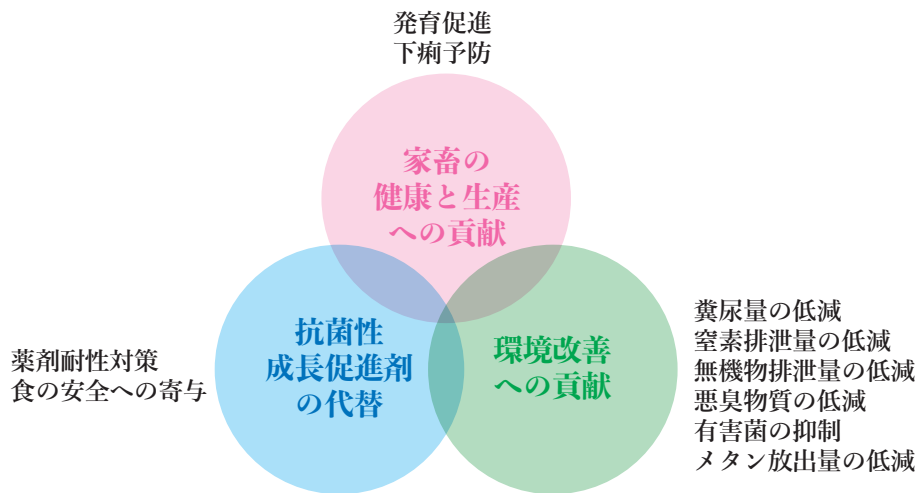 発育促進
下痢予防
家畜の
健康と生産
への貢献
抗菌性
成長促進剤
の代替
薬剤耐性対策
食の安全への寄与
環境改善
への貢献
糞尿量の低減
窒素排泄量の低減
無機物排泄量の低減
悪臭物質の低減
有害菌の抑制
メタン放出量の低減